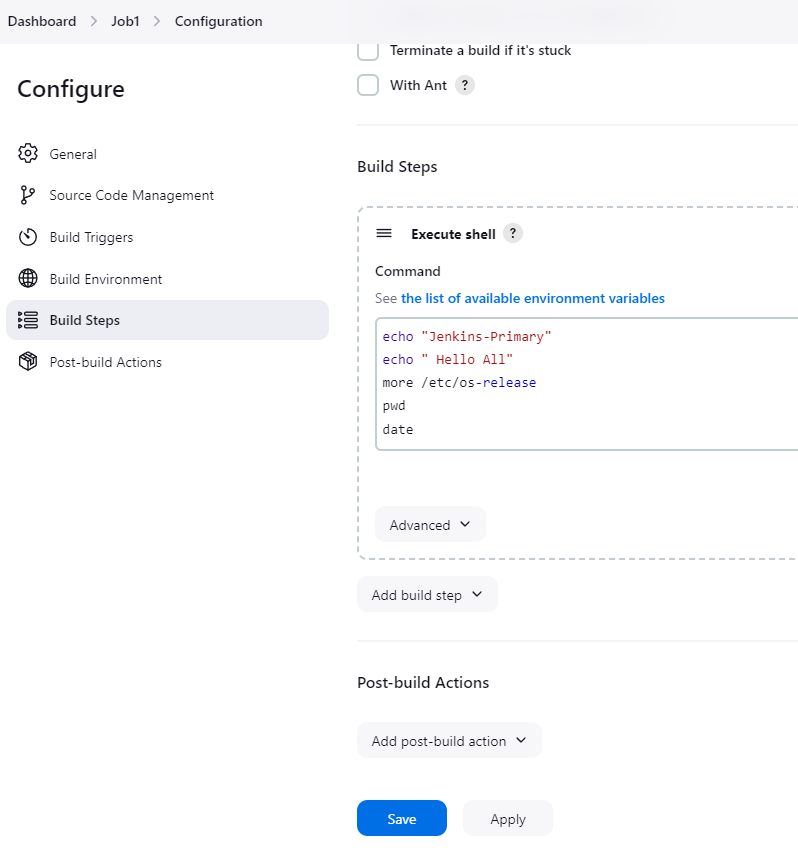 Dashboard > Job1 > Configuration
Configure
General
Source Code Management
Build Triggers
Build Environment
Build Steps
Post-build Actions
Terminate a build if it's stuck
With Ant ?
Build Steps
Execute shell ?
Command
See the list of available environment variables
echo "Jenkins-Primary"
echo " Hello All"
more /etc/os-release
pwd
date
Advanced
Add build step
Post-build Actions
Add post-build action
Save
Apply